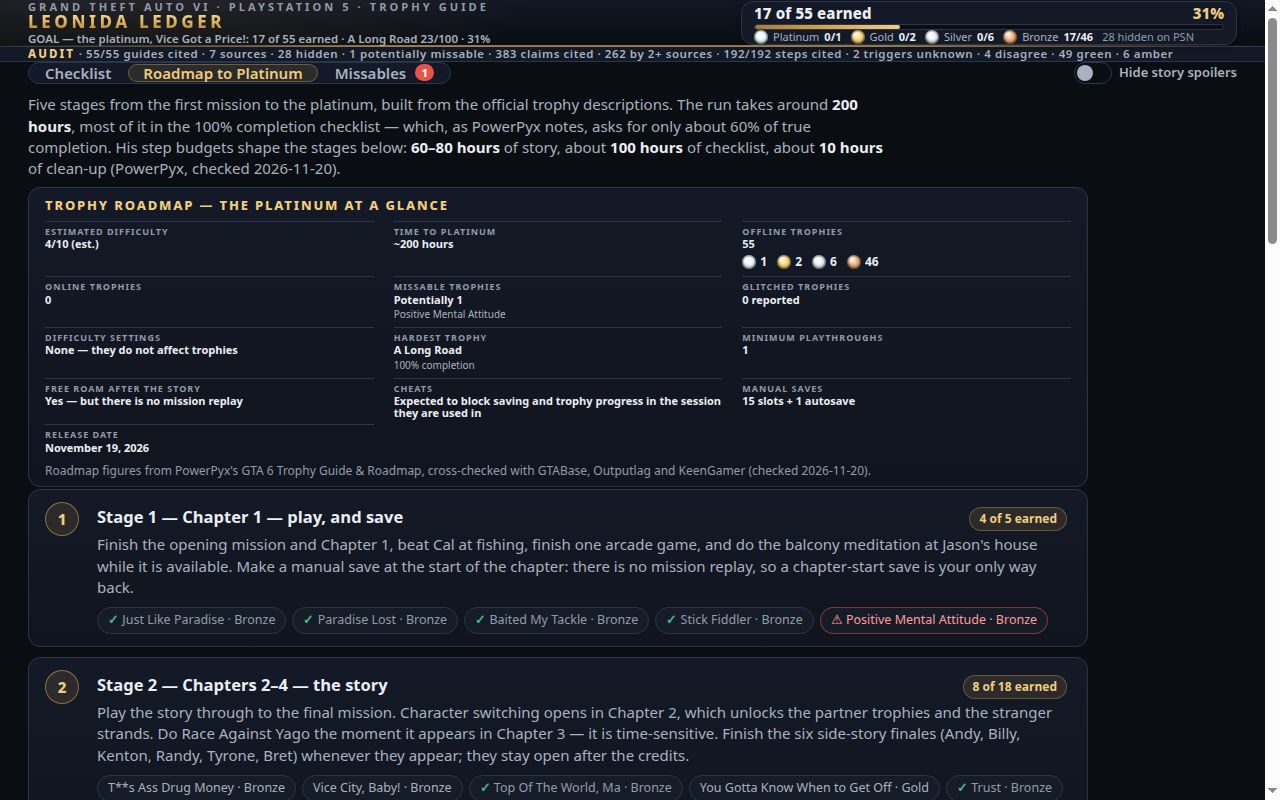 GRAND THEFT AUTO VI · PLAYSTATION 5 · TROPHY GUIDE
LEONIDA LEDGER
GOAL — the platinum, Vice Got a Price!: 17 of 55 earned · A Long Road 23/100 · 31%
17 of 55 earned 31%
Platinum 0/1 Gold 0/2 Silver 0/6 Bronze 17/46 28 hidden on PSN
AUDIT · 55/55 guides cited · 7 sources · 28 hidden · 1 potentially missable · 383 claims cited · 262 by 2+ sources · 192/192 steps cited · 2 triggers unknown · 4 disagree · 49 green · 6 amber
Checklist Roadmap to Platinum Missables 1 Hide story spoilers
Five stages from the first mission to the platinum, built from the official trophy descriptions. The run takes around 200
hours, most of it in the 100% completion checklist — which, as PowerPyx notes, asks for only about 60% of true
completion. His step budgets shape the stages below: 60–80 hours of story, about 100 hours of checklist, about 10 hours
of clean-up (PowerPyx, checked 2026-11-20).
TROPHY ROADMAP — THE PLATINUM AT A GLANCE
ESTIMATED DIFFICULTY TIME TO PLATINUM OFFLINE TROPHIES
4/10 (est.) ~200 hours 55
1 2 6 46
ONLINE TROPHIES MISSABLE TROPHIES GLITCHED TROPHIES
0 Potentially 1 0 reported
Positive Mental Attitude
DIFFICULTY SETTINGS HARDEST TROPHY MINIMUM PLAYTHROUGHS
None — they do not affect trophies A Long Road 1
100% completion
FREE ROAM AFTER THE STORY CHEATS MANUAL SAVES
Yes — but there is no mission replay Expected to block saving and trophy progress in the session 15 slots + 1 autosave
they are used in
RELEASE DATE
November 19, 2026
Roadmap figures from PowerPyx's GTA 6 Trophy Guide & Roadmap, cross-checked with GTABase, Outputlag and KeenGamer (checked 2026-11-20).
1 Stage 1 — Chapter 1 — play, and save 4 of 5 earned
Finish the opening mission and Chapter 1, beat Cal at fishing, finish one arcade game, and do the balcony meditation at Jason's house
while it is available. Make a manual save at the start of the chapter: there is no mission replay, so a chapter-start save is your only way
back.
✓ Just Like Paradise · Bronze ✓ Paradise Lost · Bronze ✓ Baited My Tackle · Bronze ✓ Stick Fiddler · Bronze ⚠ Positive Mental Attitude · Bronze
2 Stage 2 — Chapters 2–4 — the story 8 of 18 earned
Play the story through to the final mission. Character switching opens in Chapter 2, which unlocks the partner trophies and the stranger
strands. Do Race Against Yago the moment it appears in Chapter 3 — it is time-sensitive. Finish the six side-story finales (Andy, Billy,
Kenton, Randy, Tyrone, Bret) whenever they appear; they stay open after the credits.
T**s Ass Drug Money · Bronze Vice City, Baby! · Bronze ✓ Top Of The World, Ma · Bronze You Gotta Know When to Get Off · Gold ✓ Trust · Bronze